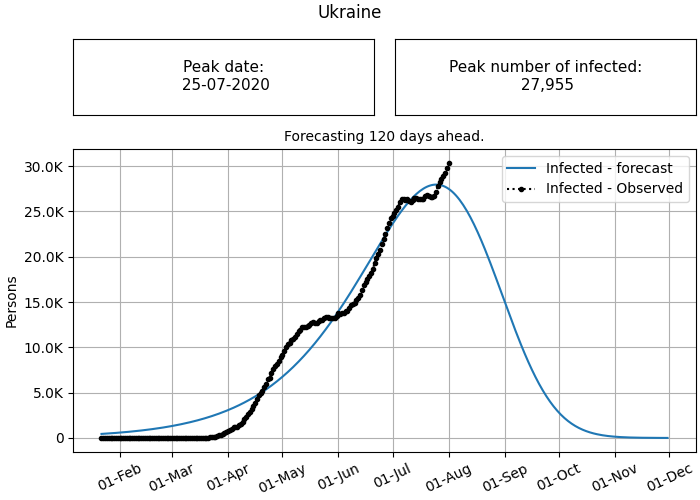 Ukraine
Peak date:
25-07-2020
Peak number of infected:
27,955
Forecasting 120 days ahead.
30.0K
25.0K
20.0K
15.0K
10.0K
5.0K
0
Persons
Infected - forecast
Infected - Observed
01-Feb
01-Mar
01-Apr
01-May
01-Jun
01-Jul
01-Aug
01-Sep
01-Oct
01-Nov
01-Dec